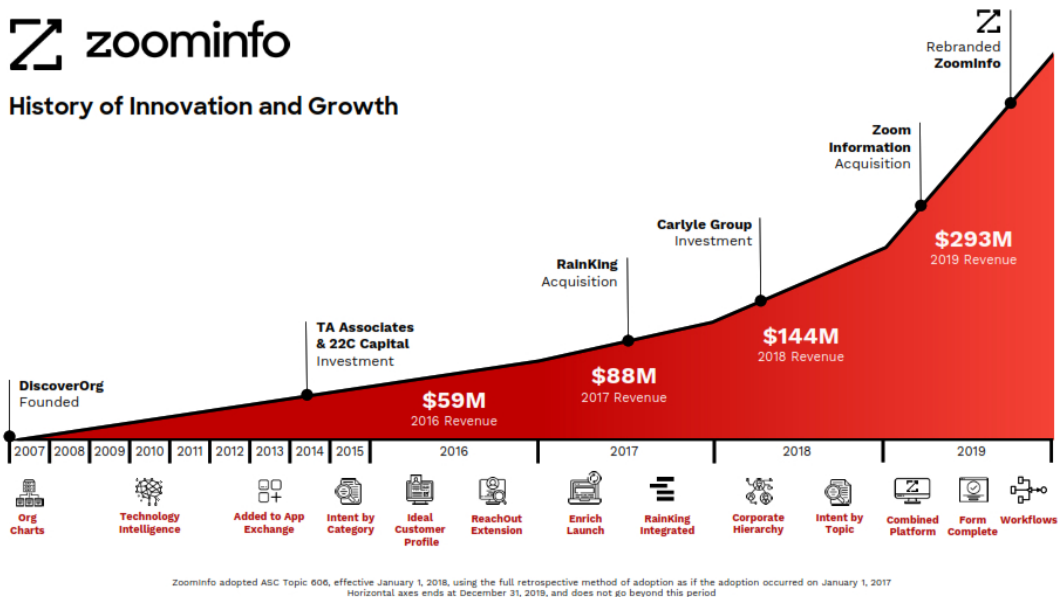 zoominfo
History of Innovation and Growth
Rebranded
ZoomInfo
Zoom
Information
Acquisition
Carlyle Group
Investment
RainKing
Acquisition
TA Associates
& 22C Capital
Investment
DiscoverOrg
Founded
$59M
2016 Revenue
$88M
2017 Revenue
$144M
2018 Revenue
$293M
2019 Revenue
2007 2008 2009 2010 2011 2012 2013 2014 2015 2016 2017 2018 2019
Org
Charts
Technology
Intelligence
Added to App
Exchange
Intent by
Category
Ideal
Customer
Profile
ReachOut
Extension
Enrich
Launch
RainKing
Integrated
Corporate
Hierarchy
Intent by
Topic
Combined
Platform
Form
Complete
Workflows
ZoomInfo adopted ASC Topic 606, effective January 1, 2018, using the full retrospective method of adoption as if the adoption occurred on January 1, 2017
Horizontal axes ends at December 31, 2019, and does not go beyond this period